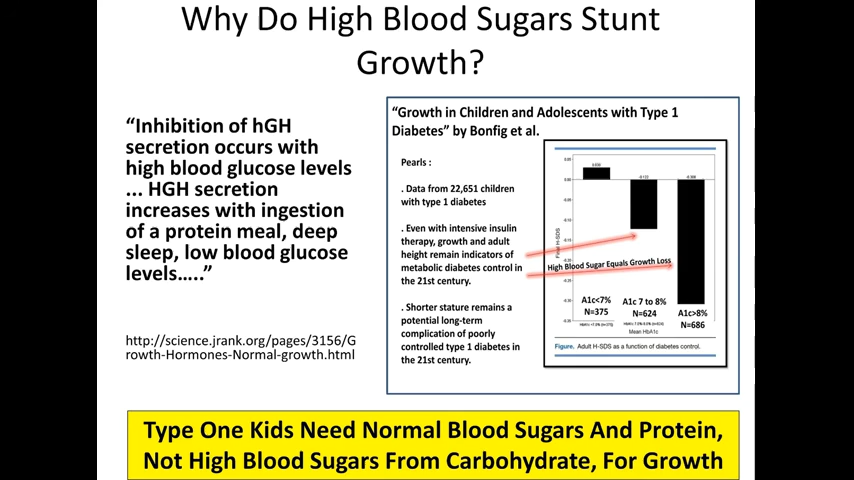 Why Do High Blood Sugars Stunt
Growth?
“Inhibition of hGH
secretion occurs with
high blood glucose levels
... HGH secretion
increases with ingestion
of a protein meal, deep
sleep, low blood glucose
levels…..”
http://science.jrank.org/pages/3156/G
rowth-Hormones-Normal-growth.html
“Growth in Children and Adolescents with Type 1
Diabetes” by Bonfig et al.
Pearls :
. Data from 22,651 children
with type 1 diabetes
. Even with intensive insulin
therapy, growth and adult
height remain indicators of
metabolic diabetes control in
the 21st century.
. Shorter stature remains a
potential long-term
complication of poorly
controlled type 1 diabetes in
the 21st century.
High Blood Sugar Equals Growth Loss
A1c<7%
N=375
A1c 7 to 8%
N=624
A1c>8%
N=686
Mean HbA1c
Figure. Adult H-SDS as a function of diabetes control.
Type One Kids Need Normal Blood Sugars And Protein,
Not High Blood Sugars From Carbohydrate, For Growth